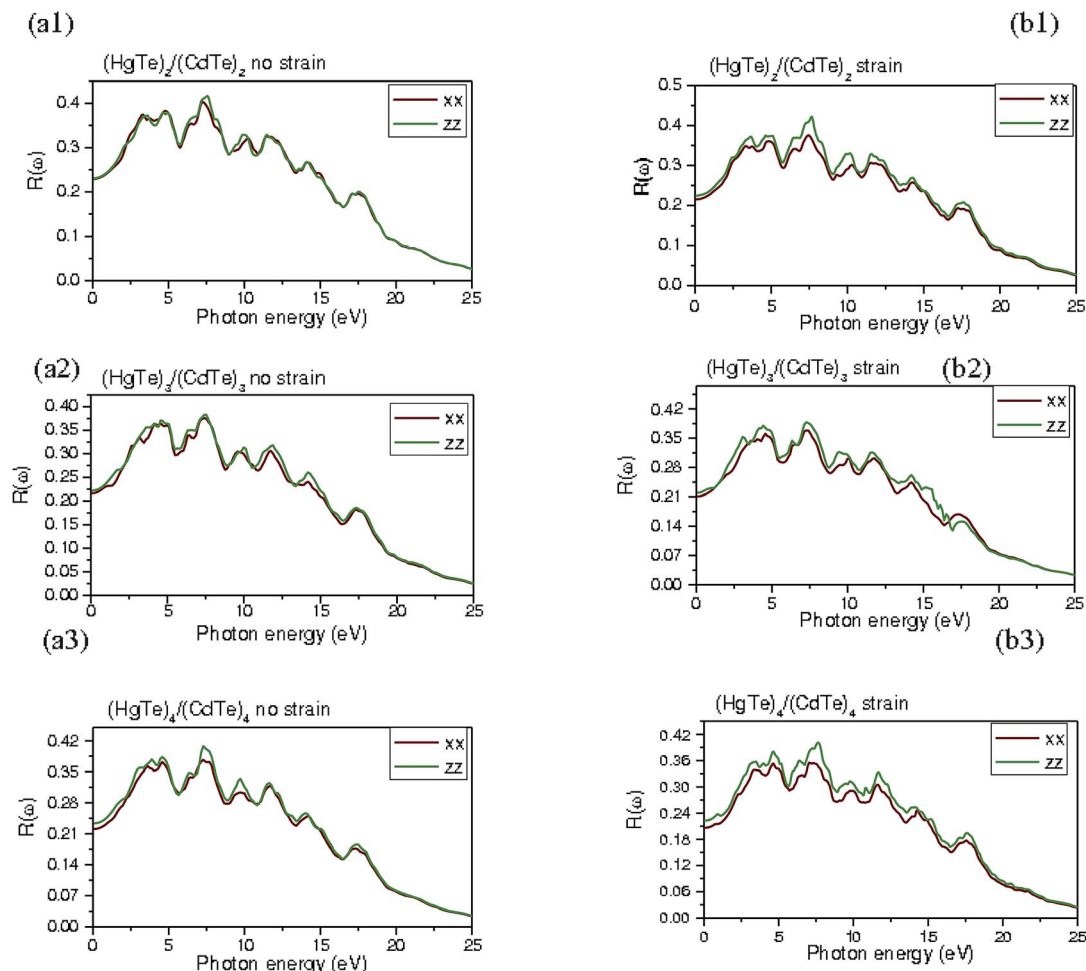 (a1)
(HgTe)2/(CdTe)2 no strain
xx
zz
R(ω)
0.4
0.3
0.2
0.1
0.0
0 5 10 15 20 25
Photon energy (eV)
(b1)
(HgTe)2/(CdTe)2 strain
xx
zz
R(ω)
0.5
0.4
0.3
0.2
0.1
0.0
0 5 10 15 20 25
Photon energy (eV)
(a2)
(HgTe)3/(CdTe)3 no strain
xx
zz
R(ω)
0.40
0.35
0.30
0.25
0.20
0.15
0.10
0.05
0.00
0 5 10 15 20 25
Photon energy (eV)
(b2)
(HgTe)3/(CdTe)3 strain
xx
zz
R(ω)
0.42
0.35
0.28
0.21
0.14
0.07
0.00
0 5 10 15 20 25
Photon energy (eV)
(a3)
(HgTe)4/(CdTe)4 no strain
xx
zz
R(ω)
0.42
0.35
0.28
0.21
0.14
0.07
0.00
0 5 10 15 20 25
Photon energy (eV)
(b3)
(HgTe)4/(CdTe)4 strain
xx
zz
R(ω)
0.42
0.36
0.30
0.24
0.18
0.12
0.06
0.00
0 5 10 15 20 25
Photon energy (eV)